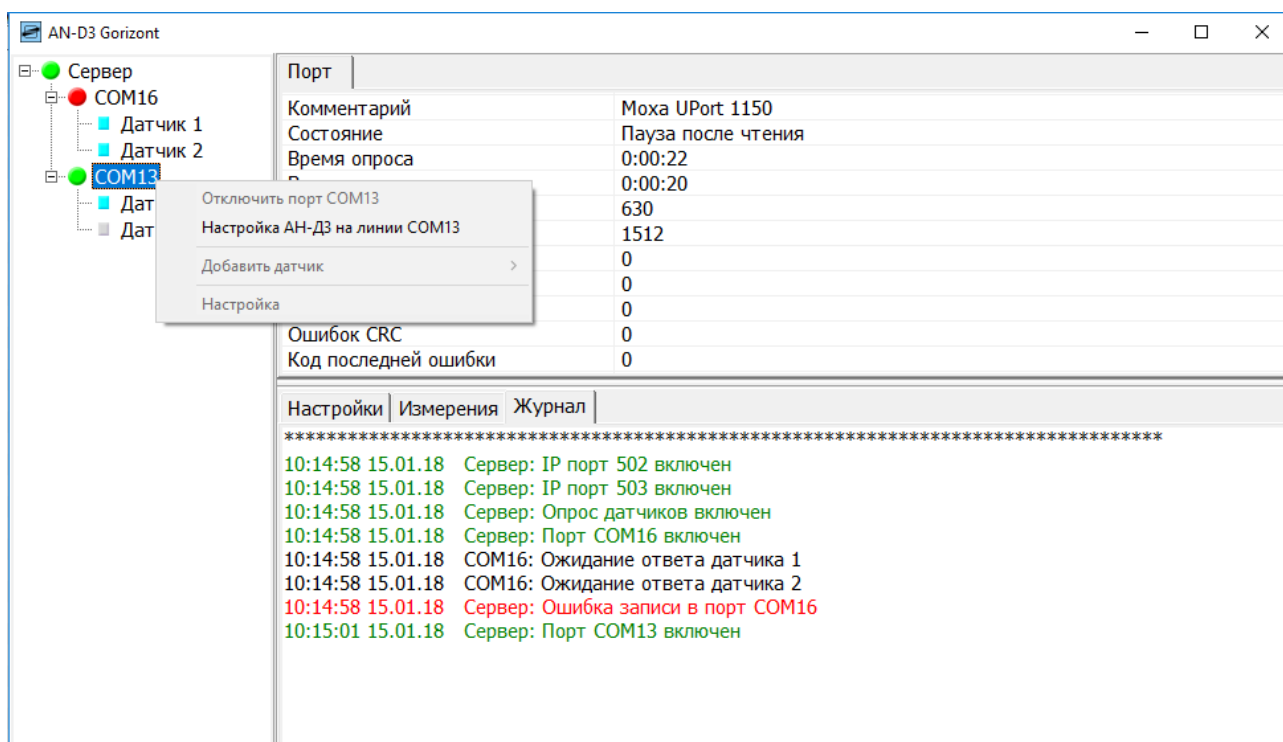 AN-D3 Gorizont
Сервер
COM16
Датчик 1
Датчик 2
COM13
Дат
Дат
Отключить порт COM13
Настройка АН-Д3 на линии COM13
Добавить датчик
Настройка
Порт
Комментарий Moxa UPort 1150
Состояние Пауза после чтения
Время опроса 0:00:22
0:00:20
630
1512
0
0
0
Ошибок CRC 0
Код последней ошибки 0
Настройки Измерения Журнал
***********************************************************************************
10:14:58 15.01.18 Сервер: IP порт 502 включен
10:14:58 15.01.18 Сервер: IP порт 503 включен
10:14:58 15.01.18 Сервер: Опрос датчиков включен
10:14:58 15.01.18 Сервер: Порт COM16 включен
10:14:58 15.01.18 COM16: Ожидание ответа датчика 1
10:14:58 15.01.18 COM16: Ожидание ответа датчика 2
10:14:58 15.01.18 Сервер: Ошибка записи в порт COM16
10:15:01 15.01.18 Сервер: Порт COM13 включен